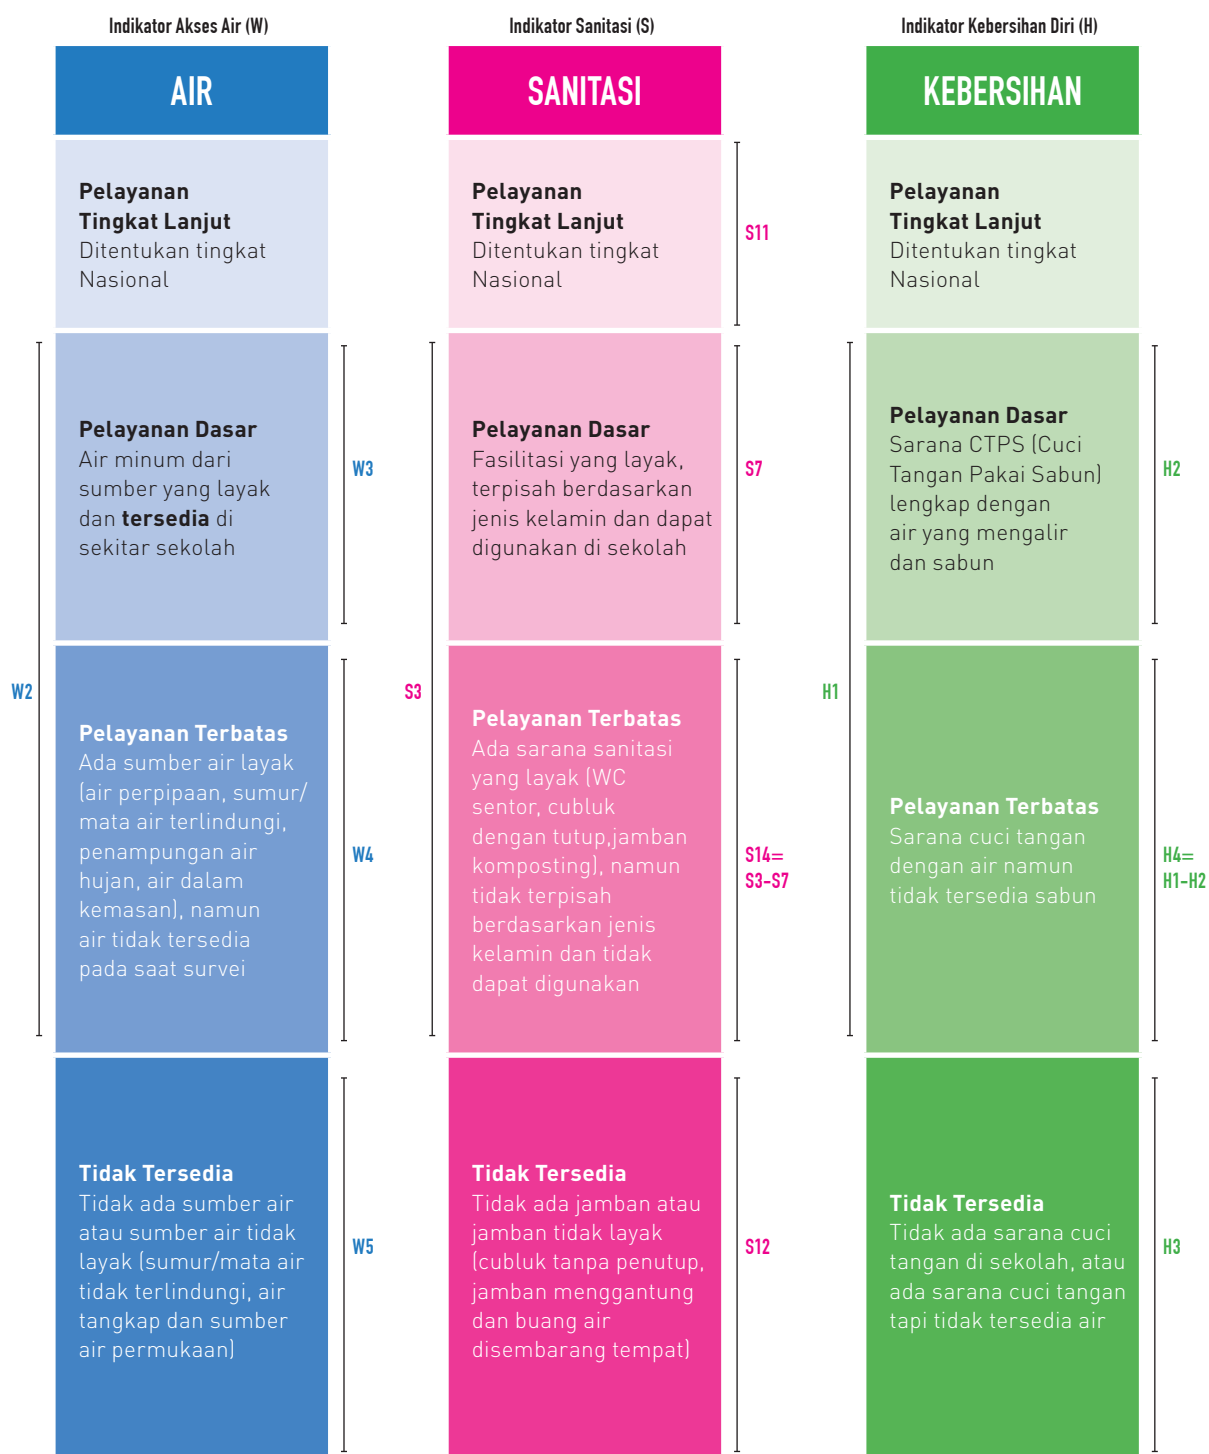 Indikator Akses Air (W)
AIR
Pelayanan
Tingkat Lanjut
Ditentukan tingkat
Nasional
Pelayanan Dasar
Air minum dari
sumber yang layak
dan tersedia di
sekitar sekolah
W3
W2
Pelayanan Terbatas
Ada sumber air layak
(air perpipaan, sumur/
mata air terlindungi,
penampungan air
hujan, air dalam
kemasan), namun
air tidak tersedia
pada saat survei
W4
Tidak Tersedia
Tidak ada sumber air
atau sumber air tidak
layak (sumur/mata air
tidak terlindungi, air
tangkap dan sumber
air permukaan)
W5
Indikator Sanitasi (S)
SANITASI
Pelayanan
Tingkat Lanjut
Ditentukan tingkat
Nasional
S11
Pelayanan Dasar
Fasilitasi yang layak,
terpisah berdasarkan
jenis kelamin dan dapat
digunakan di sekolah
S7
S3
Pelayanan Terbatas
Ada sarana sanitasi
yang layak (WC
sentor, cubluk
dengan tutup,jamban
komposting), namun
tidak terpisah
berdasarkan jenis
kelamin dan tidak
dapat digunakan
S14=
S3-S7
Tidak Tersedia
Tidak ada jamban atau
jamban tidak layak
(cubluk tanpa penutup,
jamban menggantung
dan buang air
disembarang tempat)
S12
Indikator Kebersihan Diri (H)
KEBERSIHAN
Pelayanan
Tingkat Lanjut
Ditentukan tingkat
Nasional
Pelayanan Dasar
Sarana CTPS (Cuci
Tangan Pakai Sabun)
lengkap dengan
air yang mengalir
dan sabun
H2
H1
Pelayanan Terbatas
Sarana cuci tangan
dengan air namun
tidak tersedia sabun
H4=
H1-H2
Tidak Tersedia
Tidak ada sarana cuci
tangan di sekolah, atau
ada sarana cuci tangan
tapi tidak tersedia air
H3